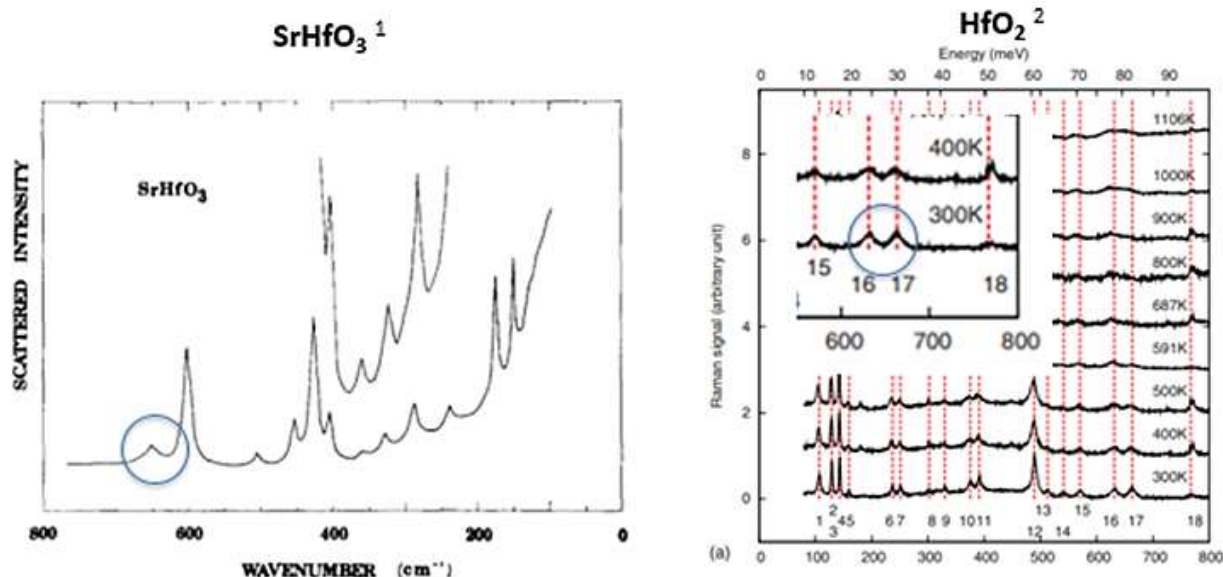 SrHfO₃ ¹
SrHfO₃
SCATTERED INTENSITY
800 600 400 200 0
WAVENUMBER (cm⁻¹)
HfO₂ ²
Energy (meV)
0 10 20 30 40 50 60 70 80 90
Raman signal (arbitrary unit)
8
6
4
2
0
1106K
1000K
900K
800K
687K
591K
500K
400K
300K
400K
300K
15 16 17 18
600 700 800
1 2 3 4 5 6 7 8 9 10 11 12 13 14 15 16 17 18
(a)
0 100 200 300 400 500 600 700 800